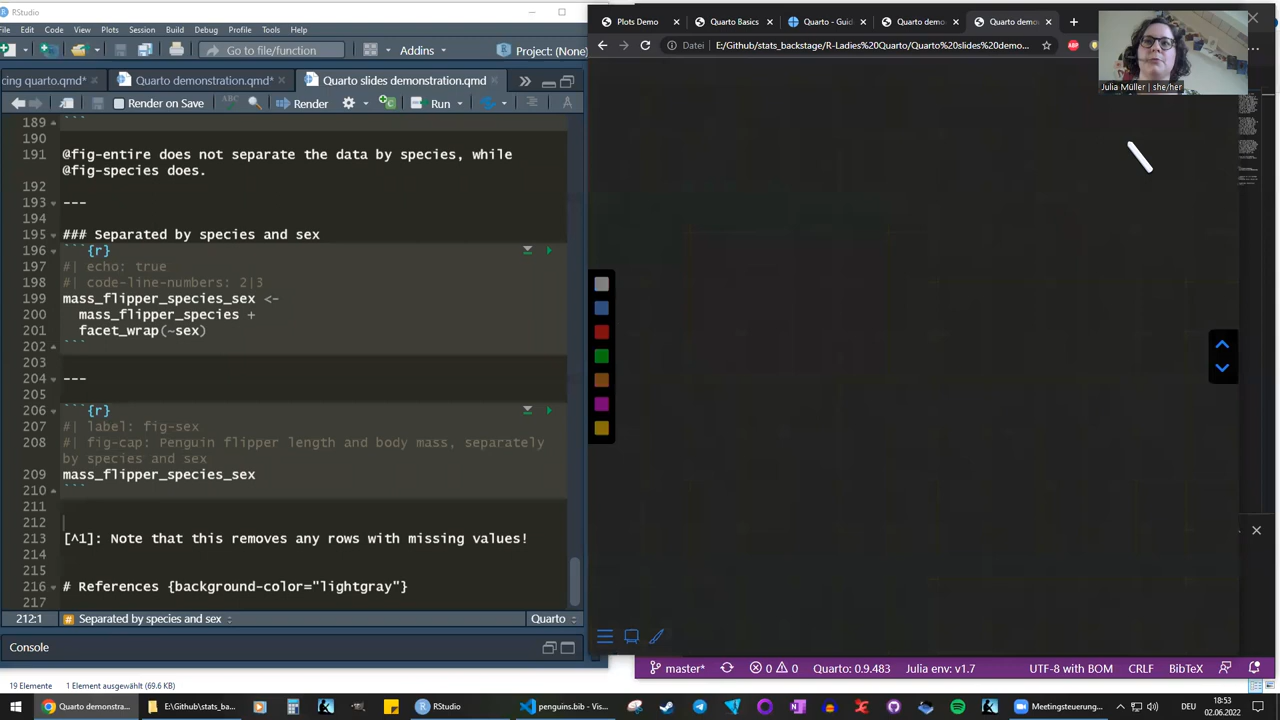 RStudio
File Edit Code View Plots Session Build Debug Profile Tools Help
Go to file/function
Addins
Project: (None)
ing quarto.qmd*
Quarto demonstration.qmd*
Quarto slides demonstration.qmd
Render on Save
Render
Run
189 ```
190
191 @fig-entire does not separate the data by species, while
@fig-species does.
192
193 ---
194
195 ### Separated by species and sex
196 ```{r}
197 #| echo: true
198 #| code-line-numbers: 2|3
199 mass_flipper_species_sex <-
200 mass_flipper_species +
201 facet_wrap(~sex)
202 ```
203
204 ---
205
206 ```{r}
207 #| label: fig-sex
208 #| fig-cap: Penguin flipper length and body mass, separately
by species and sex
209 mass_flipper_species_sex
210 ```
211
212
213 [^1]: Note that this removes any rows with missing values!
214
215
216 # References {background-color="lightgray"}
217
212:1 Separated by species and sex Quarto
Console
Plots Demo
Quarto Basics
Quarto - Guid
Quarto demo
Quarto demo
Datei E:/Github/stats_backstage/R-Ladies%20Quarto/Quarto%20slides%20demo...
ABP
Julia Müller | she/her
master* 0 0 Quarto: 0.9.483 Julia env: v1.7 UTF-8 with BOM CRLF BibTeX
19 Elemente 1 Element ausgewählt (69.6 KB)
Quarto demonstra...
E:\Github\stats_ba...
RStudio
penguins.bib - Vis...
Meetingsteuerung...
DEU
18:53
02.06.2022